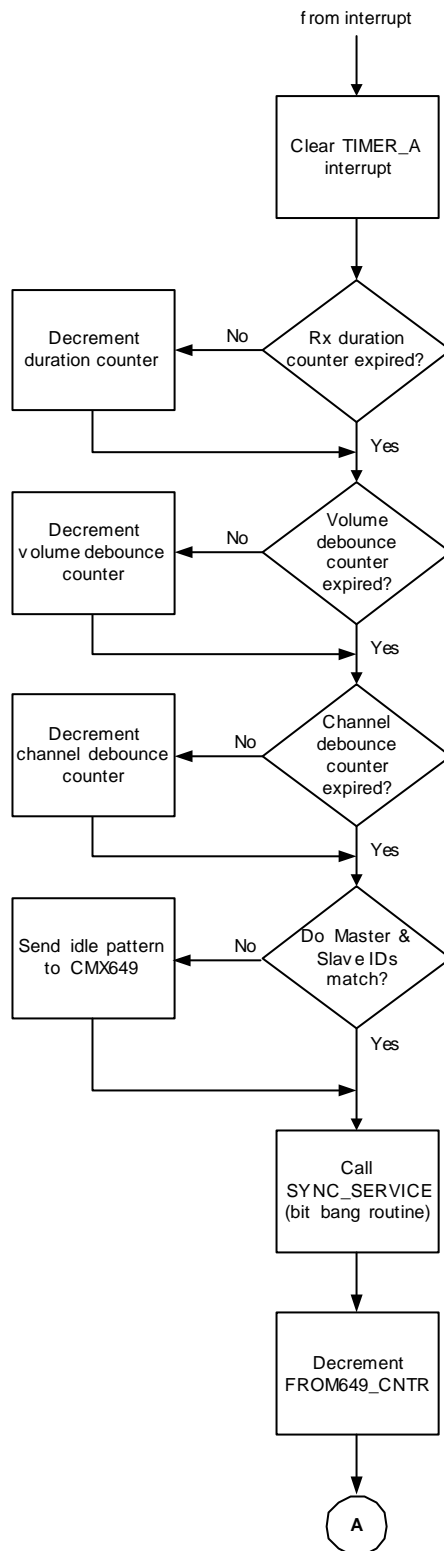 from interrupt
Clear TIMER_A
interrupt
Rx duration
counter expired?
No
Decrement
duration counter
Yes
Volume
debounce
counter
expired?
No
Decrement
volume debounce
counter
Yes
Channel
debounce
counter
expired?
No
Decrement
channel debounce
counter
Yes
Do Master &
Slave IDs
match?
No
Send idle pattern
to CMX649
Yes
Call
SYNC_SERVICE
(bit bang routine)
Decrement
FROM649_CNTR
A